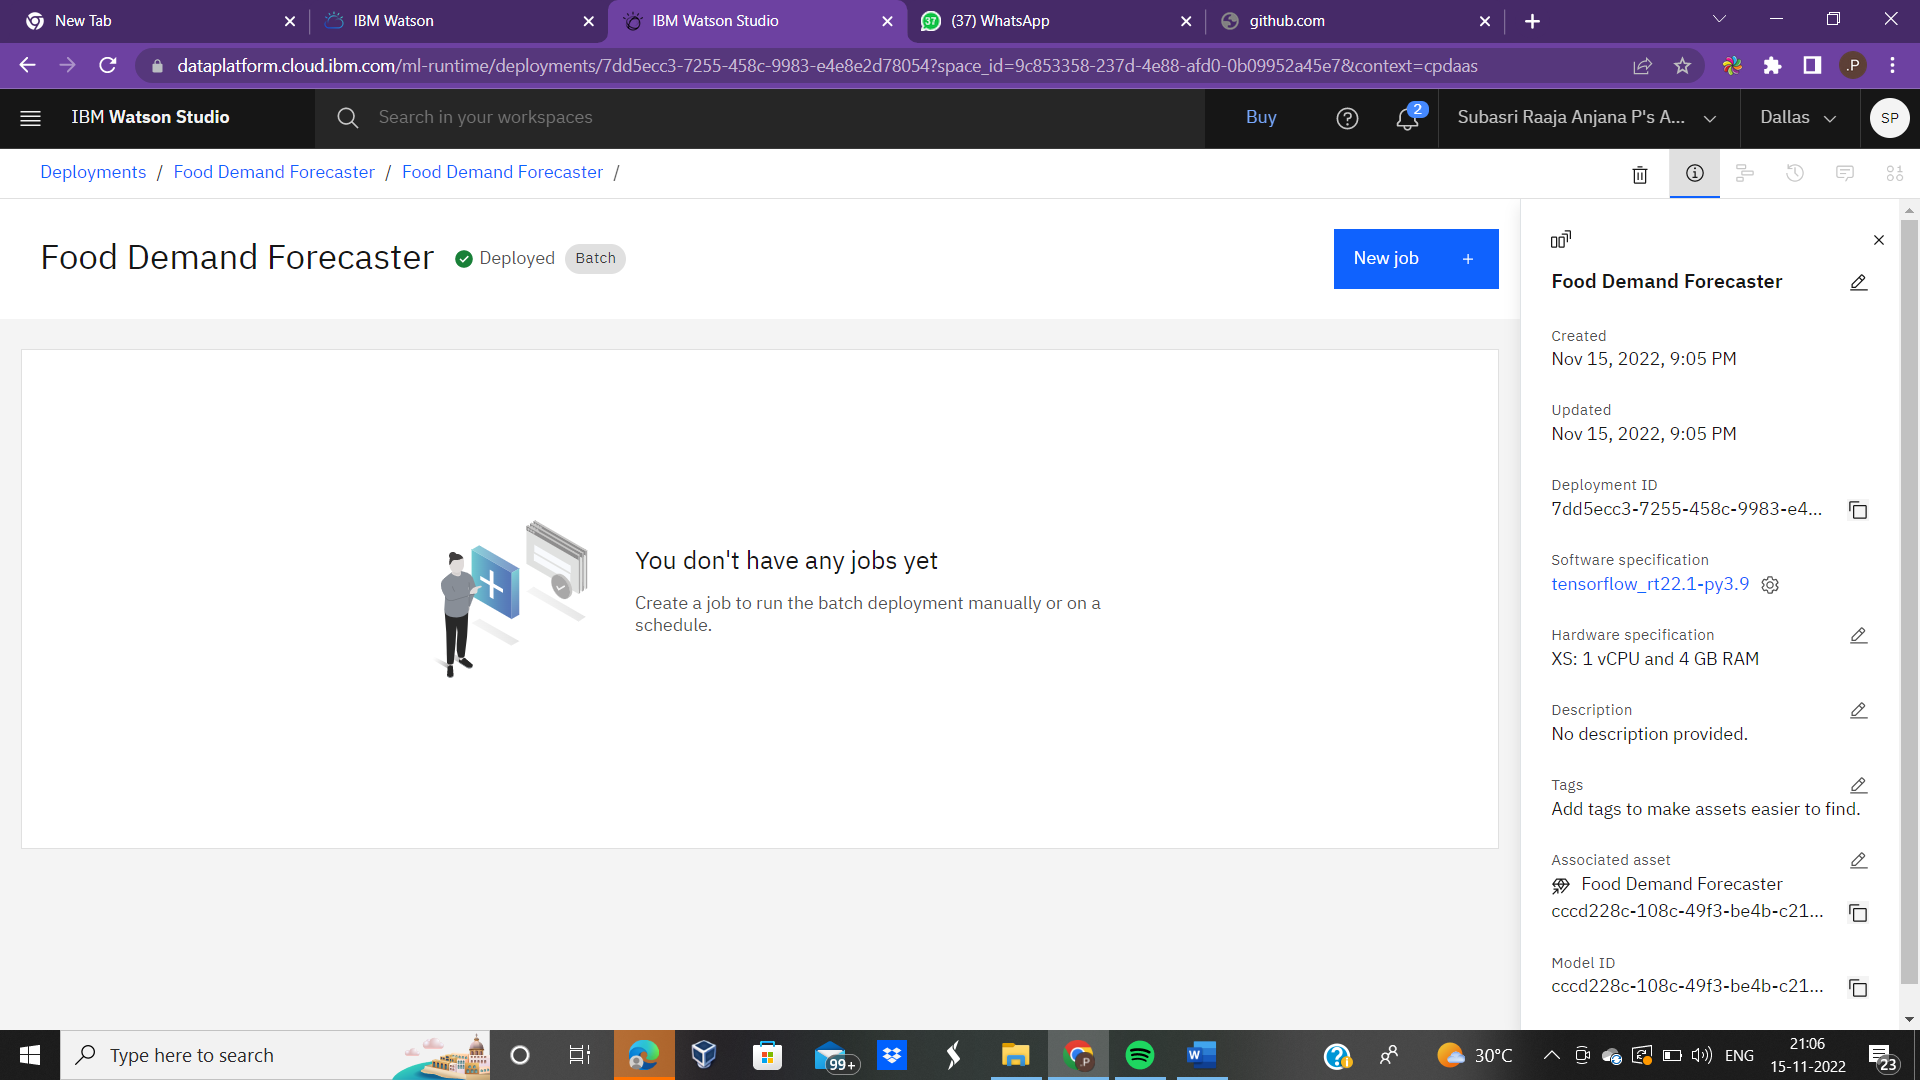 New Tab
IBM Watson
IBM Watson Studio
37
(37) WhatsApp
github.com
dataplatform.cloud.ibm.com/ml-runtime/deployments/7dd5ecc3-7255-458c-9983-e4e8e2d78054?space_id=9c853358-237d-4e88-afd0-0b09952a45e7&context=cpdaas
.P
IBM Watson Studio
Search in your workspaces
Buy
2
Subasri Raaja Anjana P's A...
Dallas
SP
Deployments / Food Demand Forecaster / Food Demand Forecaster /
Food Demand Forecaster
Deployed
Batch
New job +
You don't have any jobs yet
Create a job to run the batch deployment manually or on a
schedule.
Food Demand Forecaster
Created
Nov 15, 2022, 9:05 PM
Updated
Nov 15, 2022, 9:05 PM
Deployment ID
7dd5ecc3-7255-458c-9983-e4...
Software specification
tensorflow_rt22.1-py3.9
Hardware specification
XS: 1 vCPU and 4 GB RAM
Description
No description provided.
Tags
Add tags to make assets easier to find.
Associated asset
Food Demand Forecaster
cccd228c-108c-49f3-be4b-c21...
Model ID
cccd228c-108c-49f3-be4b-c21...
Type here to search
99+
P
W
30°C
ENG
21:06
15-11-2022
23